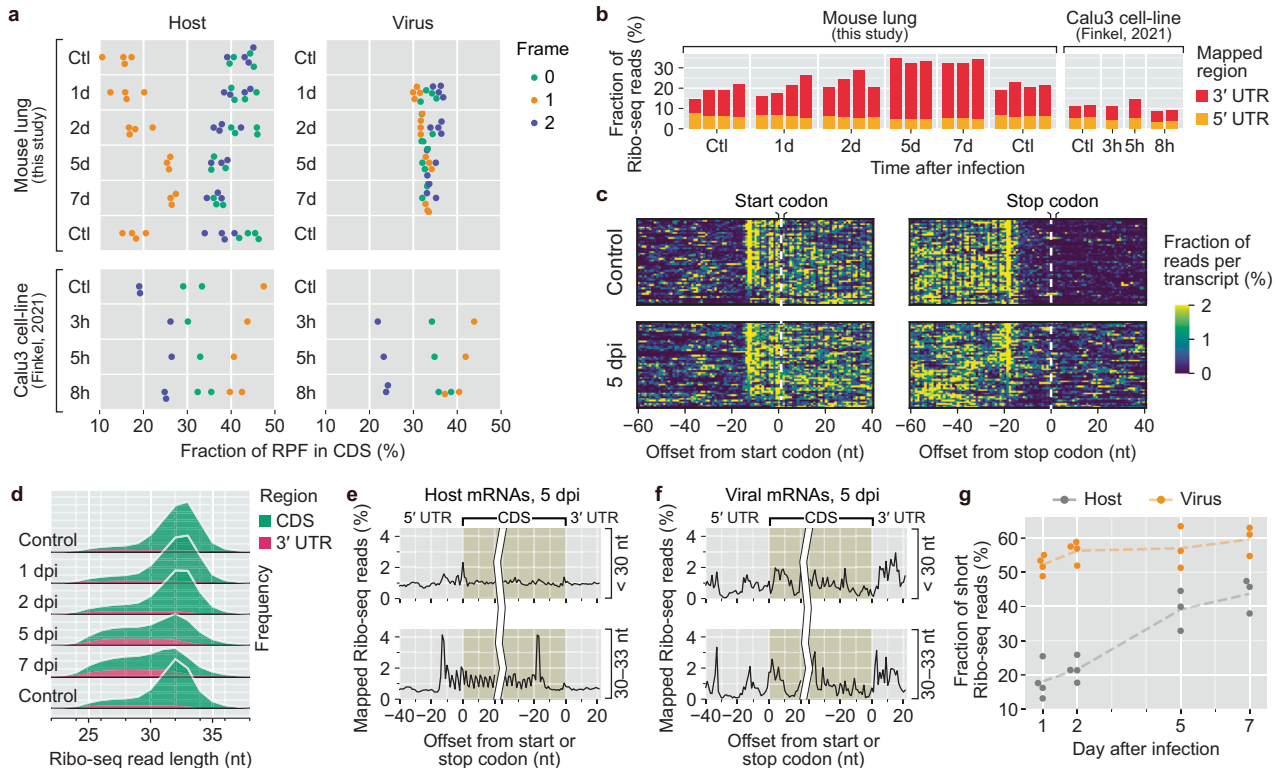 a
Host
Virus
Mouse lung
(this study)
Ctl
1d
2d
5d
7d
Ctl
Calu3 cell-line
(Finkel, 2021)
Ctl
3h
5h
8h
10 20 30 40 50
10 20 30 40 50
Fraction of RPF in CDS (%)
Frame
0
1
2
b
Mouse lung
(this study)
Calu3 cell-line
(Finkel, 2021)
Fraction of
Ribo-seq reads (%)
30
20
10
0
Ctl 1d 2d 5d 7d Ctl
Ctl 3h 5h 8h
Time after infection
Mapped
region
3′ UTR
5′ UTR
c
Start codon
Stop codon
Control
5 dpi
−60 −40 −20 0 20 40
−60 −40 −20 0 20 40
Offset from start codon (nt)
Offset from stop codon (nt)
Fraction of
reads per
transcript (%)
2
1
0
d
Control
1 dpi
2 dpi
5 dpi
7 dpi
Control
25 30 35
Ribo-seq read length (nt)
Frequency
Region
CDS
3′ UTR
e
Host mRNAs, 5 dpi
5′ UTR CDS 3′ UTR
Mapped Ribo-seq reads (%)
4
2
0
< 30 nt
4
2
0
30–33 nt
−40 −20 0 20 20 0 20
Offset from start or
stop codon (nt)
f
Viral mRNAs, 5 dpi
5′ UTR CDS 3′ UTR
Mapped Ribo-seq reads (%)
4
2
0
< 30 nt
4
2
0
30–33 nt
−40 −20 0 20 20 0 20
Offset from start or
stop codon (nt)
g
Host
Virus
Fraction of short
Ribo-seq reads (%)
60
50
40
30
20
10
1 2 5 7
Day after infection